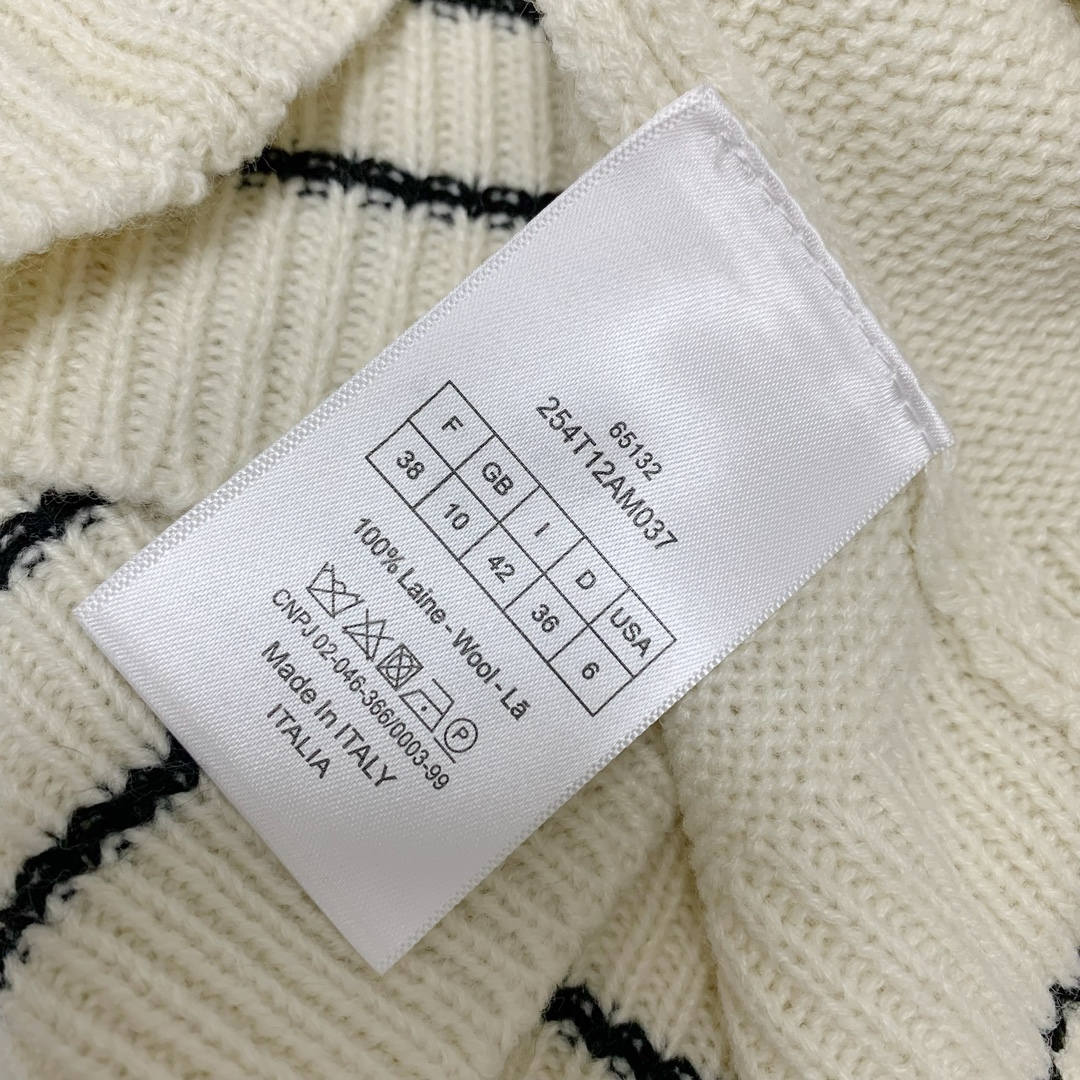 65132
254T12AM037
F GB I D USA
38 10 42 36 6
100% Laine - Wool - Lã
P
CNPJ 02-046-366/0003-99
Made In ITALY
ITALIA